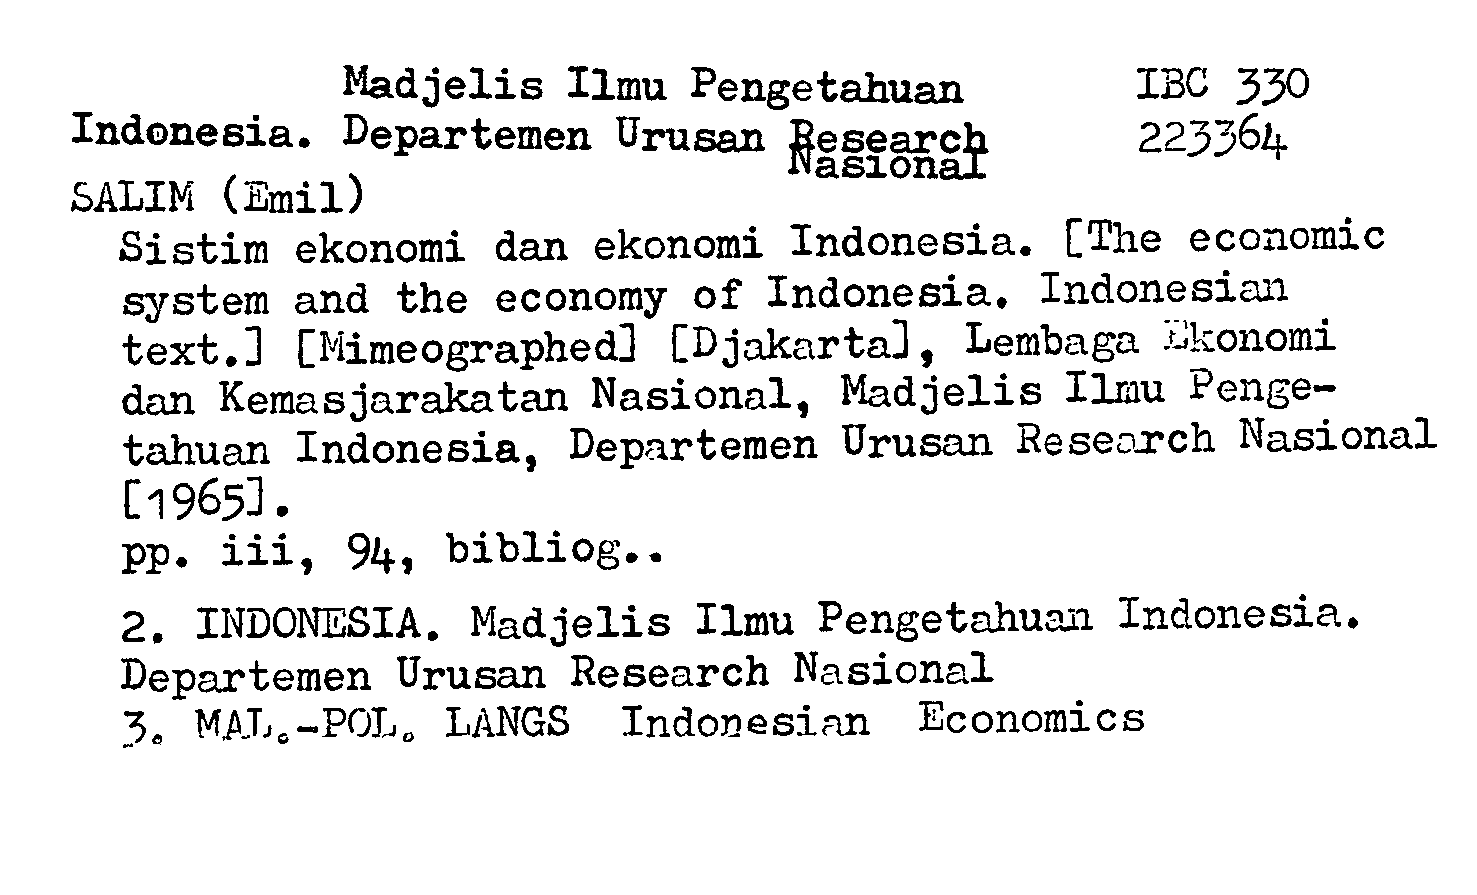 Madjelis Ilmu Pengetahuan IBC 330
Indonesia. Departemen Urusan Research 223364
Nasional
SALIM (Emil)
Sistim ekonomi dan ekonomi Indonesia. [The economic
system and the economy of Indonesia. Indonesian
text.] [Mimeographed] [Djakarta], Lembaga Ekonomi
dan Kemasjarakatan Nasional, Madjelis Ilmu Penge-
tahuan Indonesia, Departemen Urusan Research Nasional
[1965].
pp. iii, 94, bibliog..
2. INDONESIA. Madjelis Ilmu Pengetahuan Indonesia.
Departemen Urusan Research Nasional
3. MAL.-POL. LANGS Indonesian Economics